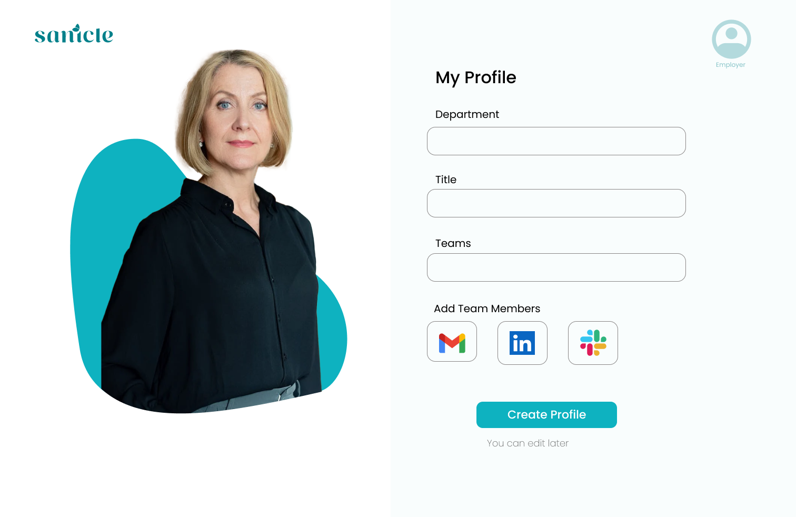 sanicle
Employer
My Profile
Department
Title
Teams
Add Team Members
in
Create Profile
You can edit later